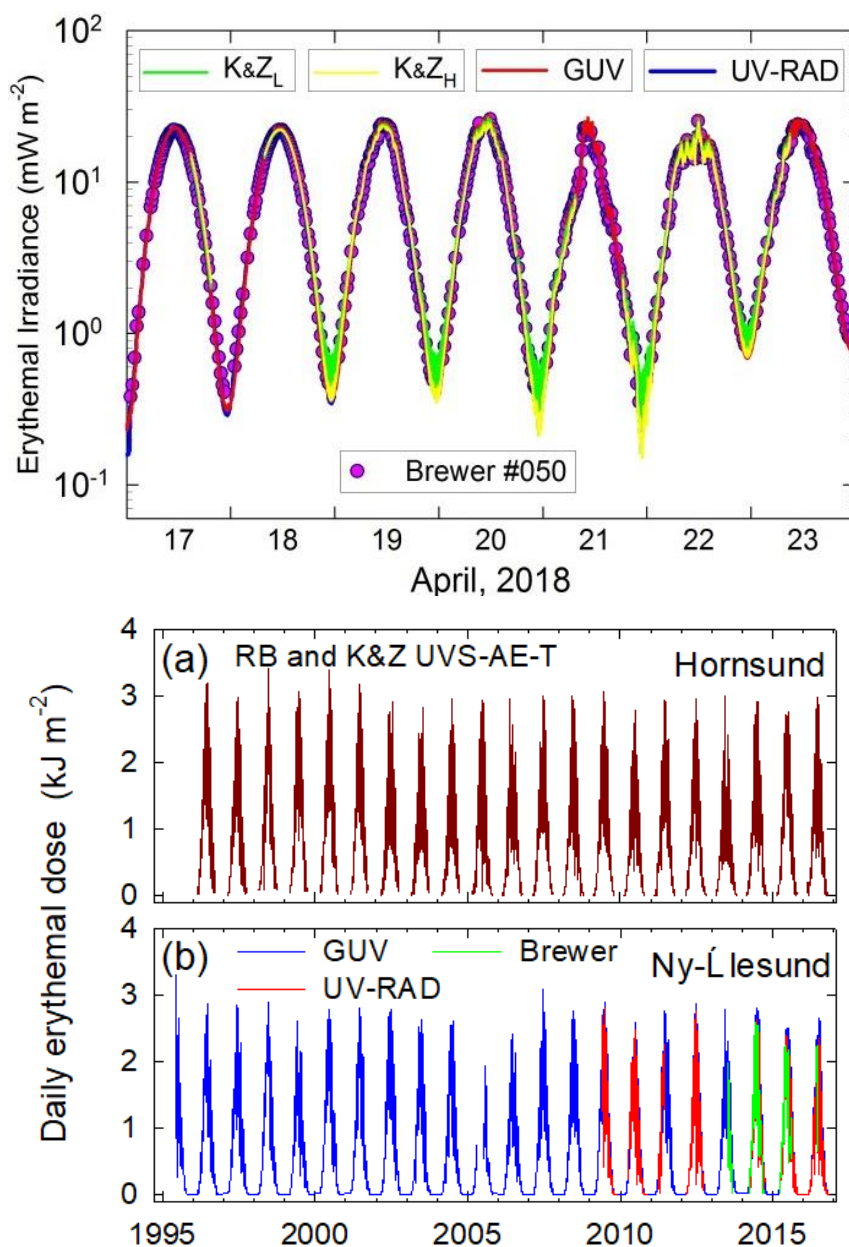 10²
K&Z_L K&Z_H GUV UV-RAD
10¹
10⁰
10⁻¹
Erythemal Irradiance (mW m⁻²)
Brewer #050
17 18 19 20 21 22 23
April, 2018
Daily erythemal dose (kJ m⁻²)
4
3
2
1
0
(a) RB and K&Z UVS-AE-T Hornsund
4
3
2
1
0
(b) GUV Brewer Ny-Ĺlesund
UV-RAD
1995 2000 2005 2010 2015